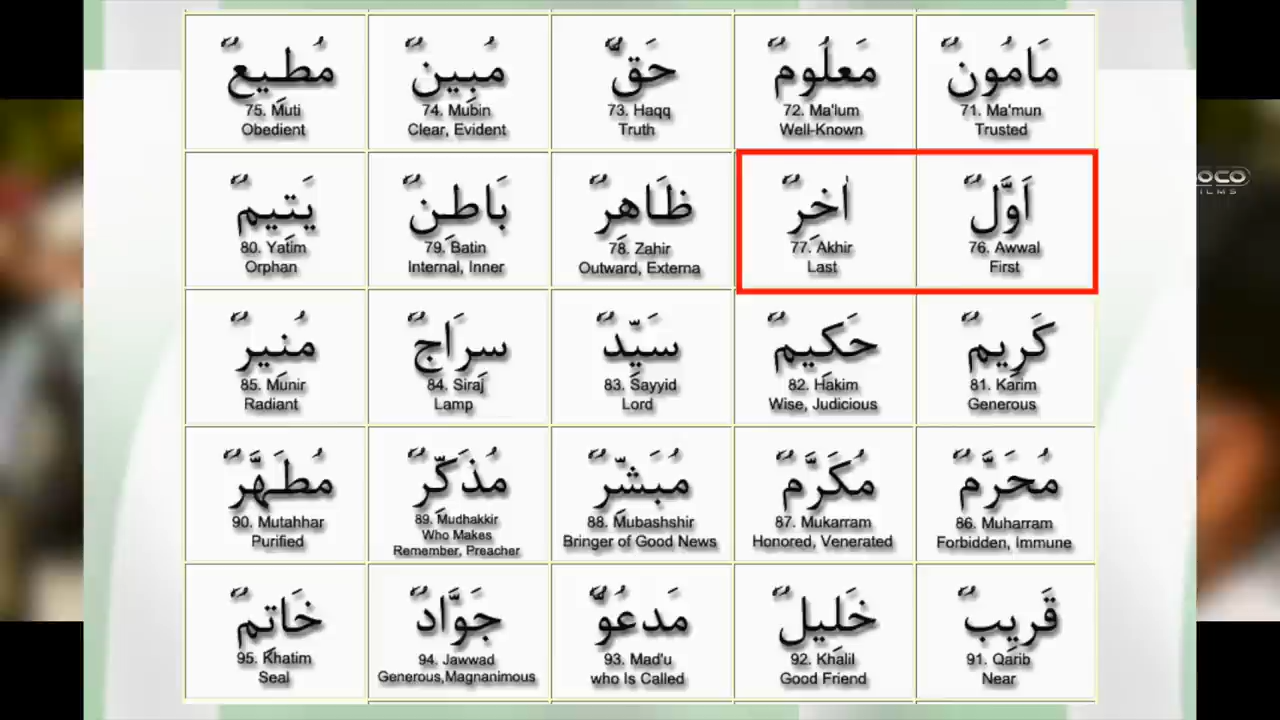 مَامُونٌ
71. Ma'mun
Trusted
مَعلُومٌ
72. Ma'lum
Well-Known
حَقٌّ
73. Haqq
Truth
مُبِينٌ
74. Mubin
Clear, Evident
مُطِيعٌ
75. Muti
Obedient
اَوَّلٌ
76. Awwal
First
اٰخِرٌ
77. Akhir
Last
ظَاهِرٌ
78. Zahir
Outward, Externa
بَاطِنٌ
79. Batin
Internal, Inner
يَتِيمٌ
80. Yatim
Orphan
كَرِيمٌ
81. Karim
Generous
حَكِيمٌ
82. Hakim
Wise, Judicious
سَيِّدٌ
83. Sayyid
Lord
سِرَاجٌ
84. Siraj
Lamp
مُنِيرٌ
85. Munir
Radiant
مُحَرَّمٌ
86. Muharram
Forbidden, Immune
مُكَرَّمٌ
87. Mukarram
Honored, Venerated
مُبَشِّرٌ
88. Mubashshir
Bringer of Good News
مُذَكِّرٌ
89. Mudhakkir
Who Makes
Remember, Preacher
مُطَهَّرٌ
90. Mutahhar
Purified
قَرِيبٌ
91. Qarib
Near
خَلِيلٌ
92. Khalil
Good Friend
مَدعُوٌّ
93. Mad'u
who Is Called
جَوَّادٌ
94. Jawwad
Generous,Magnanimous
خَاتِمٌ
95. Khatim
Seal